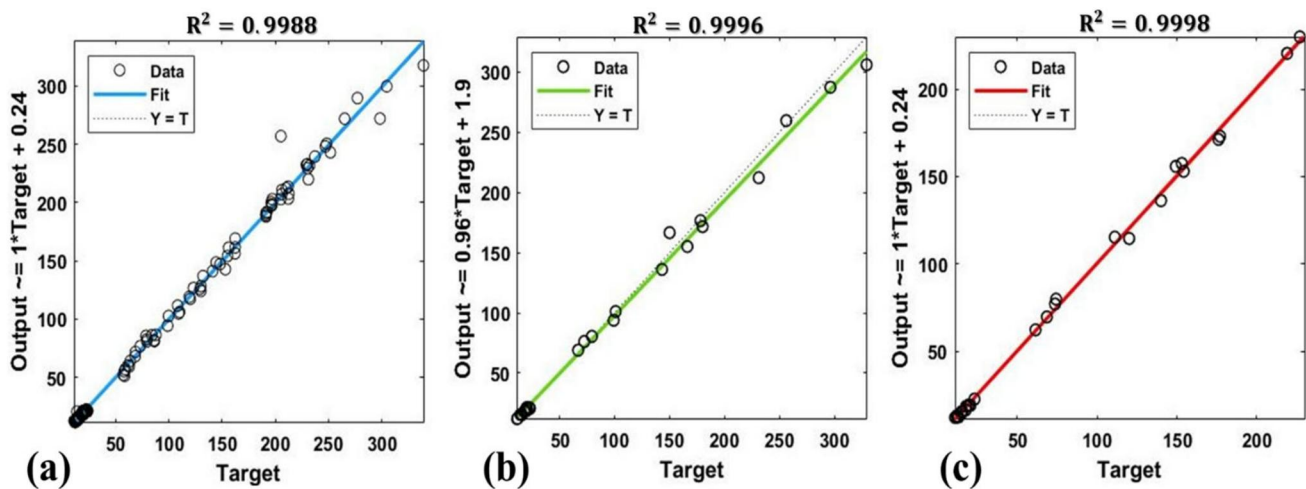 R² = 0.9988
Output ~= 1*Target + 0.24
Data
Fit
Y = T
300
250
200
150
100
50
50 100 150 200 250 300
Target
(a)
R² = 0.9996
Output ~= 0.96*Target + 1.9
Data
Fit
Y = T
300
250
200
150
100
50
50 100 150 200 250 300
Target
(b)
R² = 0.9998
Output ~= 1*Target + 0.24
Data
Fit
Y = T
200
150
100
50
50 100 150 200
Target
(c)